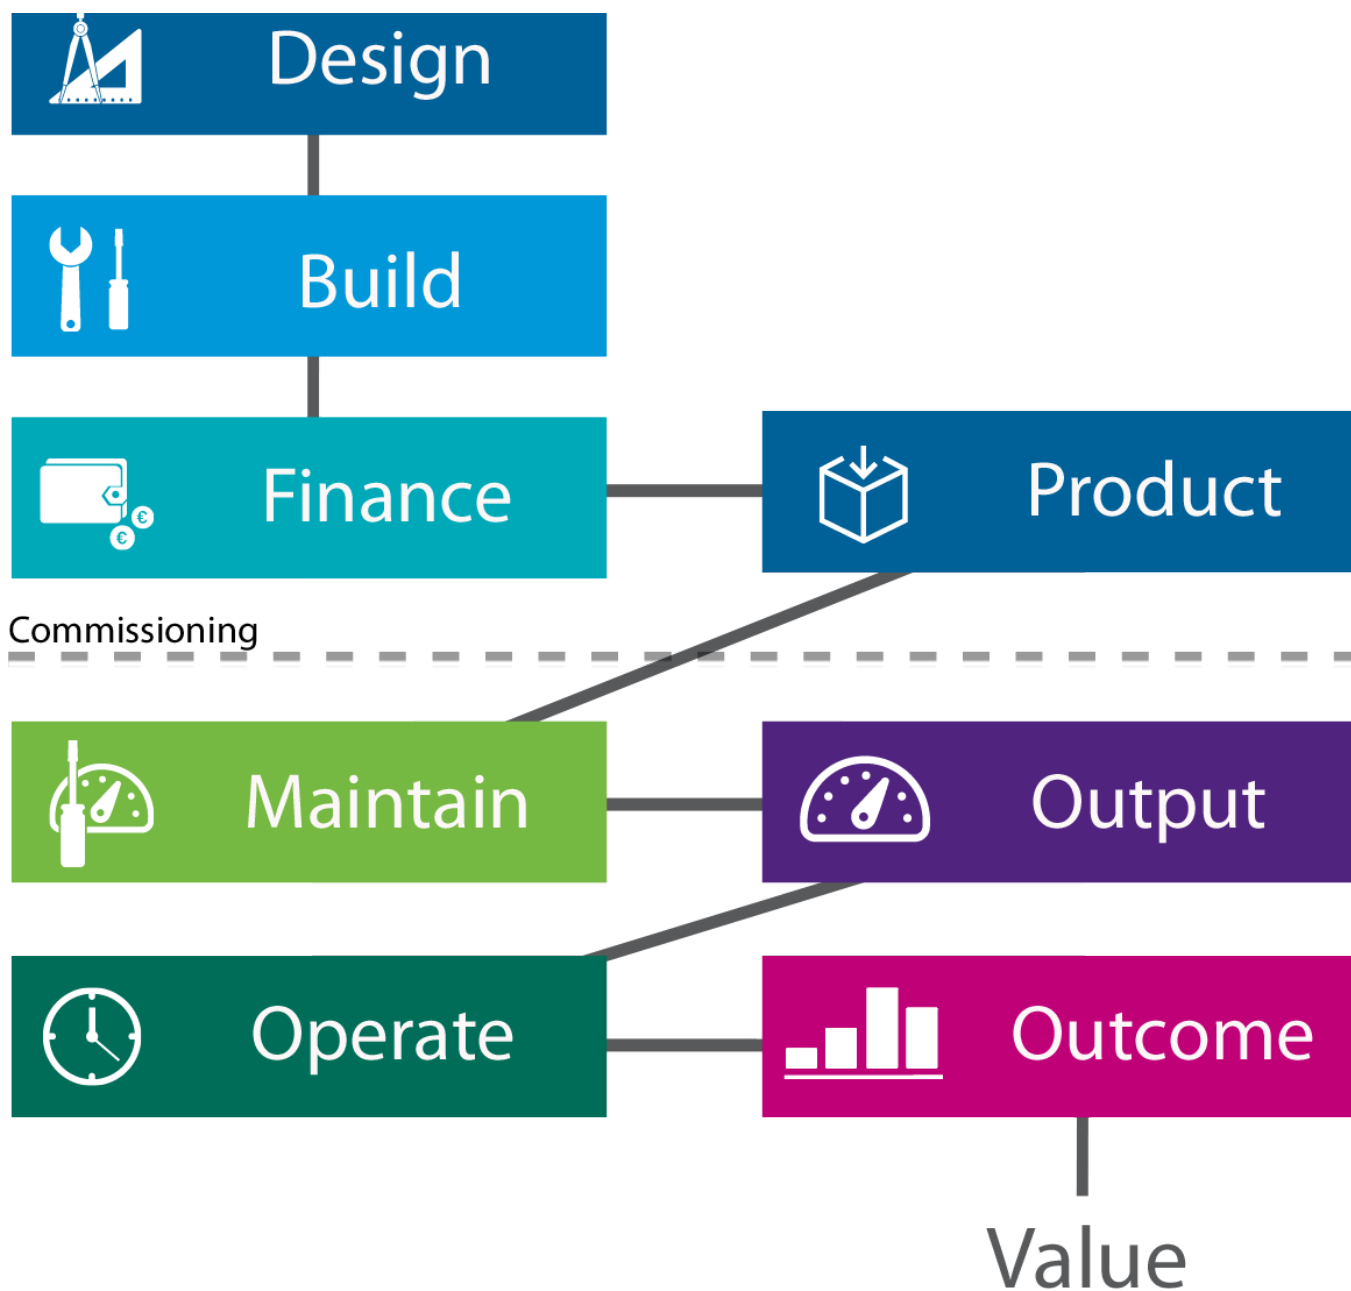 Design
Build
Finance
Product
Commissioning
Maintain
Output
Operate
Outcome
Value